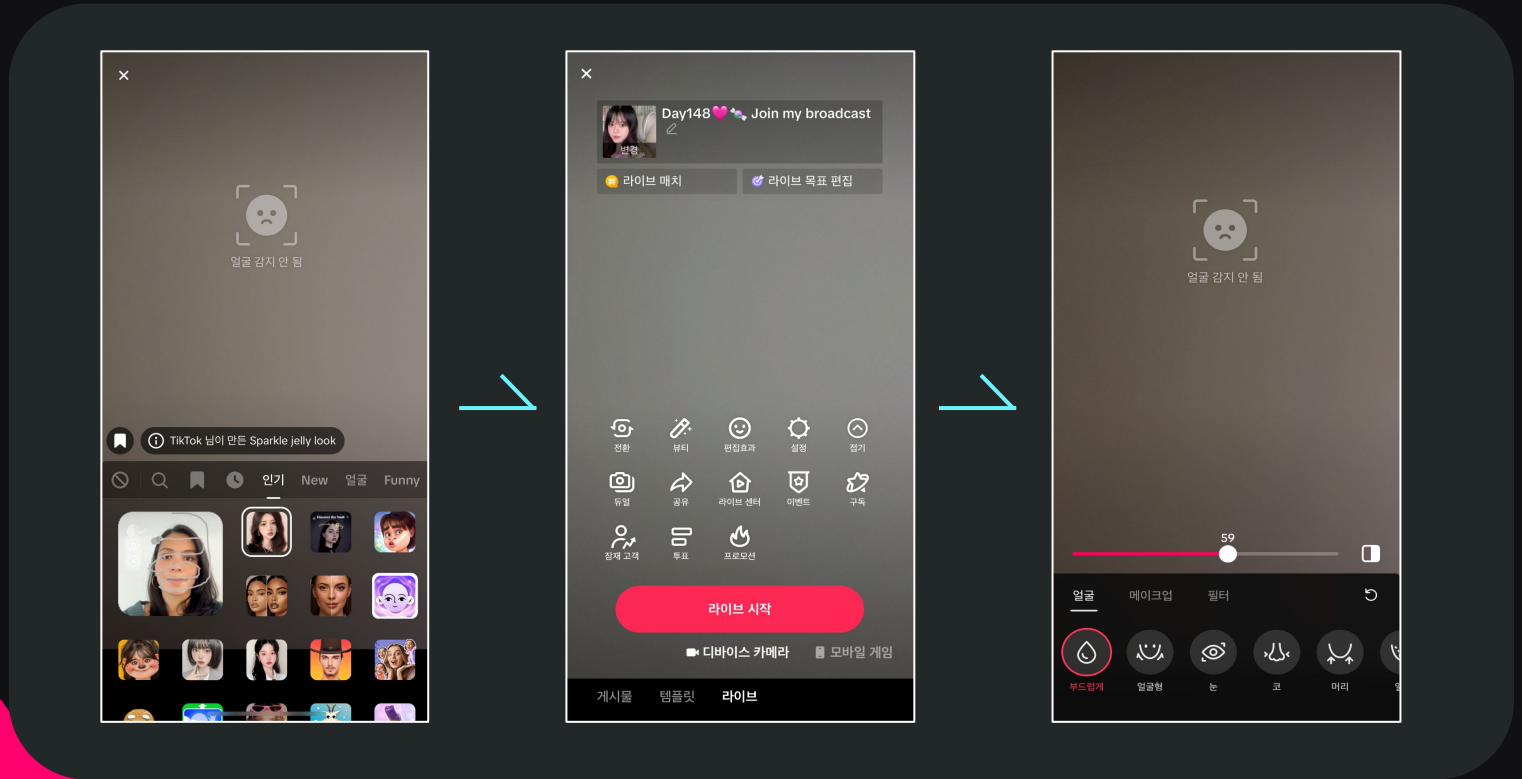 얼굴 감지 안 됨
TikTok 님이 만든 Sparkle jelly look
인기 New 얼굴 Funny
Day148💗🍬 Join my broadcast
변경
라이브 매치
라이브 목표 편집
전환 뷰티 편집효과 설정 접기
듀얼 공유 라이브 센터 이벤트 구독
잠재 고객 투표 프로모션
라이브 시작
디바이스 카메라 모바일 게임
게시물 템플릿 라이브
얼굴 감지 안 됨
59
얼굴 메이크업 필터
부드럽게 얼굴형 눈 코 머리